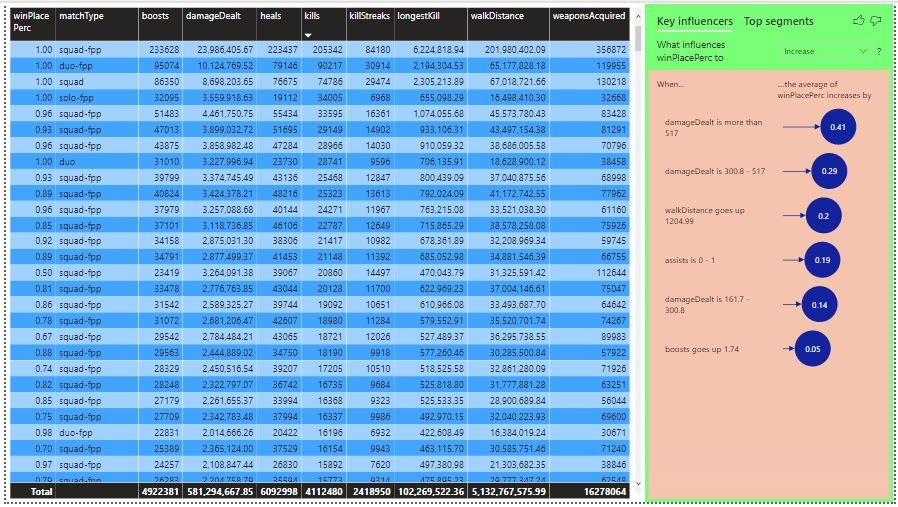 winPlace Perc matchType boosts damageDealt heals kills killStreaks longestKill walkDistance weaponsAcquired
1.00 squad-fpp 233628 23,986,405.67 223437 205342 84180 6,224,818.94 201,980,402.09 356872
1.00 duo-fpp 95074 10,124,769.52 79146 90217 30914 2,194,304.53 65,177,828.18 119955
1.00 squad 86350 8,698,203.65 76675 74786 29474 2,305,213.89 67,018,721.66 130218
1.00 solo-fpp 32095 3,559,918.63 19112 34005 6968 655,098.29 16,498,410.30 32668
0.96 squad-fpp 51483 4,461,750.75 55434 33595 16361 1,074,055.68 45,573,780.43 83428
0.93 squad-fpp 47013 3,899,032.72 51695 29149 14902 933,106.31 43,497,154.38 81291
0.96 squad-fpp 43875 3,858,982.48 47284 28966 14030 910,059.32 38,686,005.58 70796
1.00 duo 31010 3,227,996.94 23730 28741 9596 706,135.91 18,628,900.12 38458
0.93 squad-fpp 39799 3,374,745.49 43136 25468 12847 800,439.09 37,040,875.56 68998
0.89 squad-fpp 40824 3,424,378.21 48216 25323 13613 792,024.09 41,172,742.55 77962
0.96 squad-fpp 37979 3,257,088.68 40144 24271 11967 763,215.08 33,521,038.30 61160
0.85 squad-fpp 37101 3,118,736.85 46106 22787 12649 715,865.29 38,578,258.08 75926
0.92 squad-fpp 34158 2,875,031.30 38306 21417 10982 678,361.89 32,208,969.34 59745
0.89 squad-fpp 34791 2,877,499.37 41453 21148 11392 685,052.98 34,881,546.39 66755
0.50 squad-fpp 23419 3,264,091.38 39067 20860 14497 470,043.79 31,325,591.42 112644
0.81 squad-fpp 33478 2,776,763.85 43044 20128 11700 622,969.23 37,004,146.61 75047
0.86 squad-fpp 31542 2,589,325.27 39744 19092 10651 610,966.08 33,493,687.70 64642
0.78 squad-fpp 31072 2,681,206.47 42607 18980 11284 579,552.91 35,520,701.74 74267
0.67 squad-fpp 29542 2,784,484.21 43065 18721 12026 527,489.37 36,295,738.55 89983
0.88 squad-fpp 29563 2,444,889.02 34750 18190 9918 577,260.46 30,285,500.84 57922
0.74 squad-fpp 28329 2,450,516.54 39207 17205 10510 518,525.58 32,861,280.09 71926
0.82 squad-fpp 28248 2,322,797.07 36742 16735 9684 525,818.80 31,777,881.28 63251
0.85 squad-fpp 27179 2,261,655.37 33994 16368 9323 525,533.35 28,900,689.84 56044
0.75 squad-fpp 27709 2,342,783.48 37994 16337 9986 492,970.15 32,040,223.93 69600
0.98 duo-fpp 22831 2,014,666.26 20422 16196 6932 422,608.49 16,384,019.24 30671
0.70 squad-fpp 25389 2,365,124.00 37529 16154 9943 463,115.70 30,585,751.46 71240
0.97 squad-fpp 24257 2,108,847.44 26830 15892 7620 497,380.98 21,303,682.35 38846
0.79 squad-fpp 26283 2,204,758.79 35594 15773 9314 475,895.23 29,777,347.24 62548
Total 4922381 581,294,667.85 6092998 4112480 2418950 102,269,522.36 5,132,767,575.99 16278064
Key influencers Top segments
What influences
winPlacePerc to Increase ?
When... ....the average of
winPlacePerc increases by
damageDealt is more than
517 0.41
damageDealt is 300.8 - 517 0.29
walkDistance goes up
1204.99 0.2
assists is 0 - 1 0.19
damageDealt is 161.7 -
300.8 0.14
boosts goes up 1.74 0.05